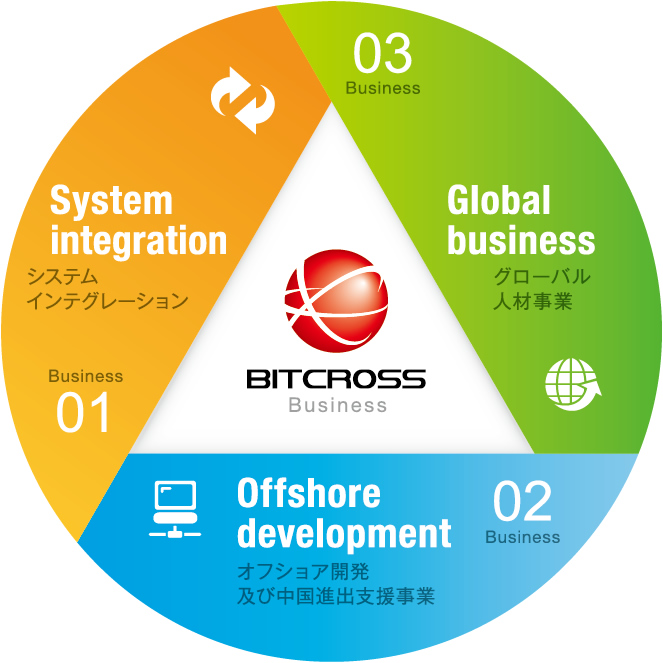 03
Business
System
integration
システム
インテグレーション
Business
01
Global
business
グローバル
人材事業
BITCROSS
Business
Offshore
development
オフショア開発
及び中国進出支援事業
02
Business